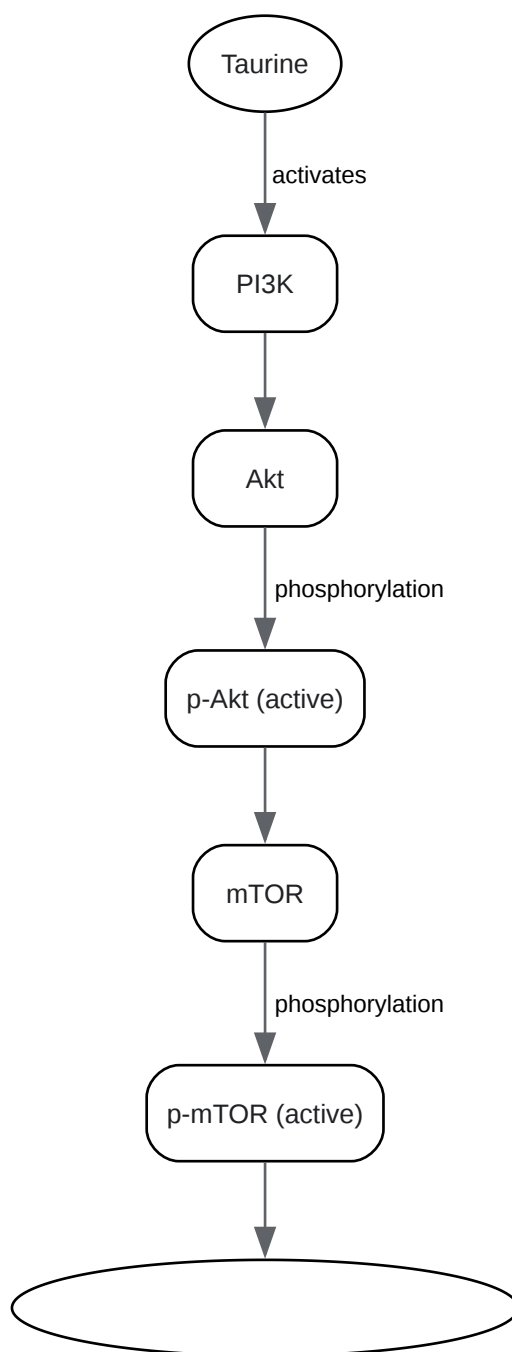 Taurine
activates
PI3K
Akt
phosphorylation
p-Akt (active)
mTOR
phosphorylation
p-mTOR (active)